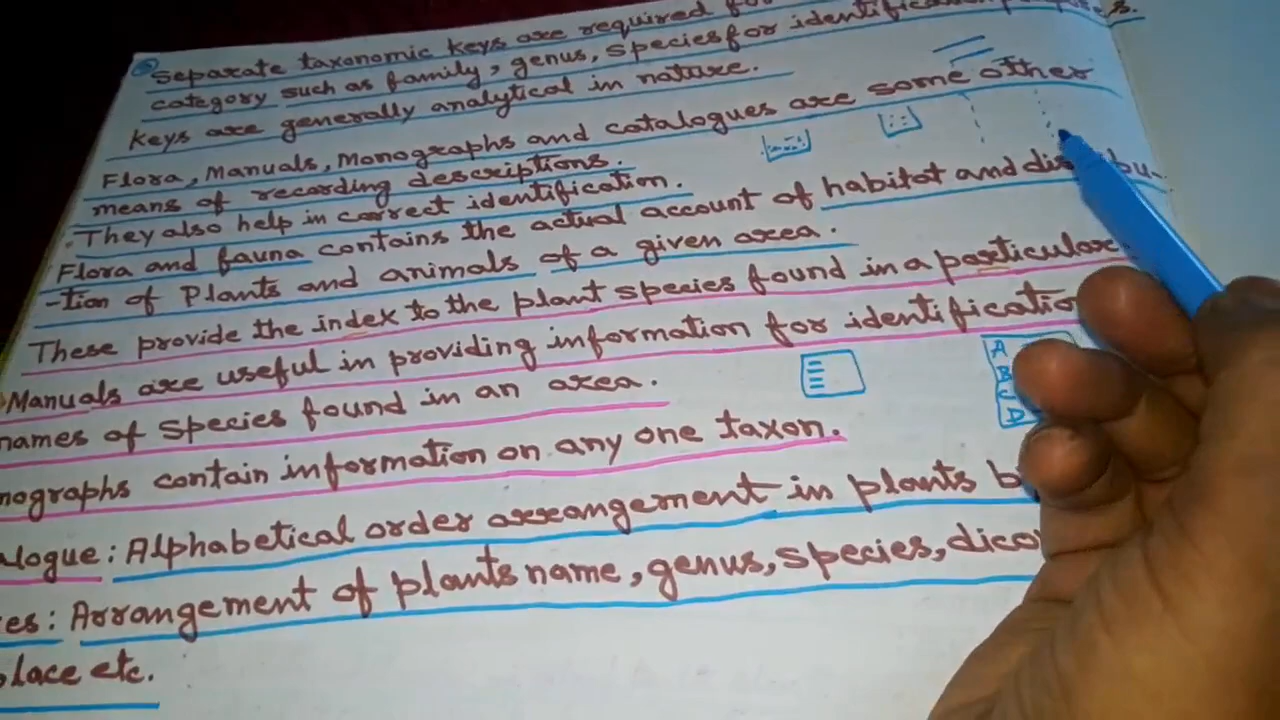 Separate taxonomic keys are required
category such as family, genus, species for identification
keys are generally analytical in nature.
Flora, Manuals, Monographs and catalogues are some other
means of recording descriptions.
They also help in correct identification.
Flora and fauna contains the actual account of habitat and distribu-
-tion of Plants and animals of a given area.
These provide the index to the plant species found in a particular
Manuals are useful in providing information for identification
names of species found in an area.
nographs contain information on any one taxon.
alogue: Alphabetical order arrangement in plants
es: Arrangement of plants name, genus, species,
place etc.
A
B
C
D